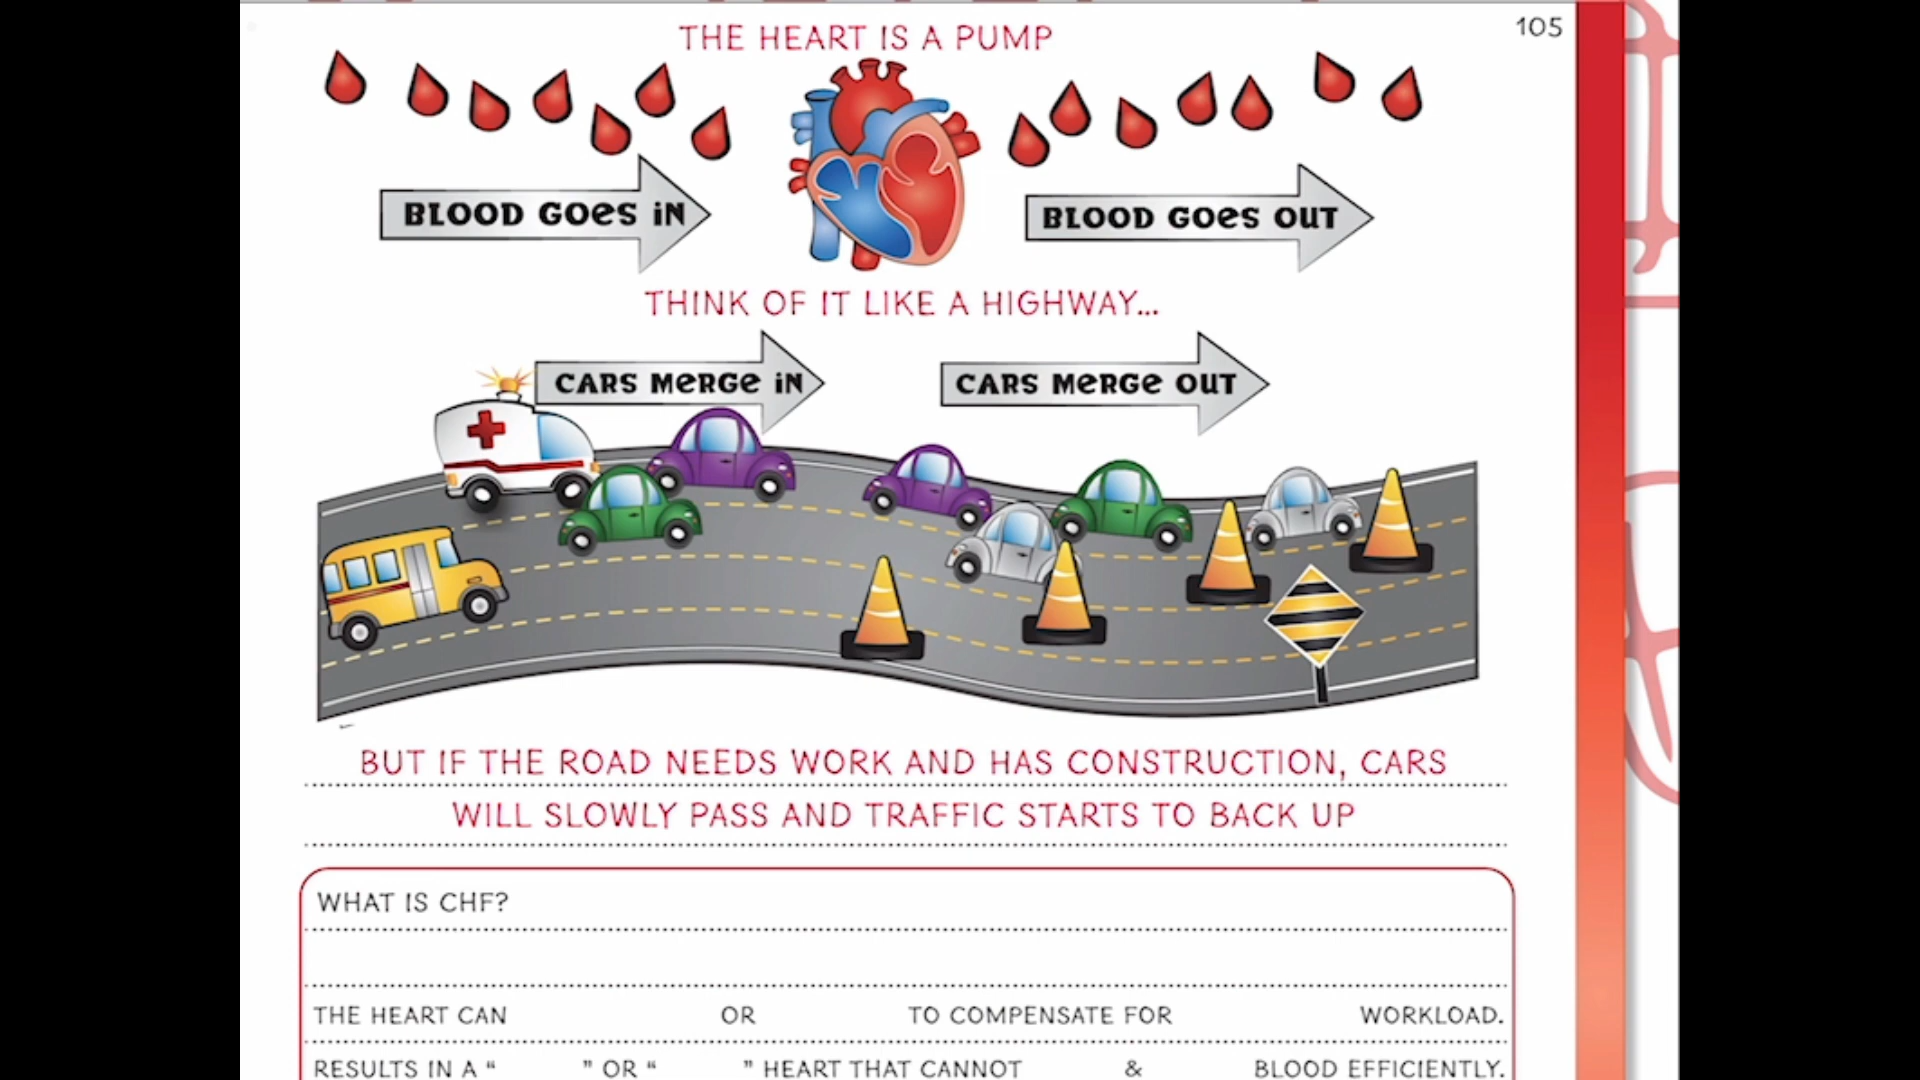 105
THE HEART IS A PUMP
BLOOD GOES IN
BLOOD GOES OUT
THINK OF IT LIKE A HIGHWAY...
CARS MERGE IN
CARS MERGE OUT
BUT IF THE ROAD NEEDS WORK AND HAS CONSTRUCTION, CARS
WILL SLOWLY PASS AND TRAFFIC STARTS TO BACK UP
WHAT IS CHF?
THE HEART CAN OR TO COMPENSATE FOR WORKLOAD.
RESULTS IN A “ ” OR “ ” HEART THAT CANNOT & BLOOD EFFICIENTLY.